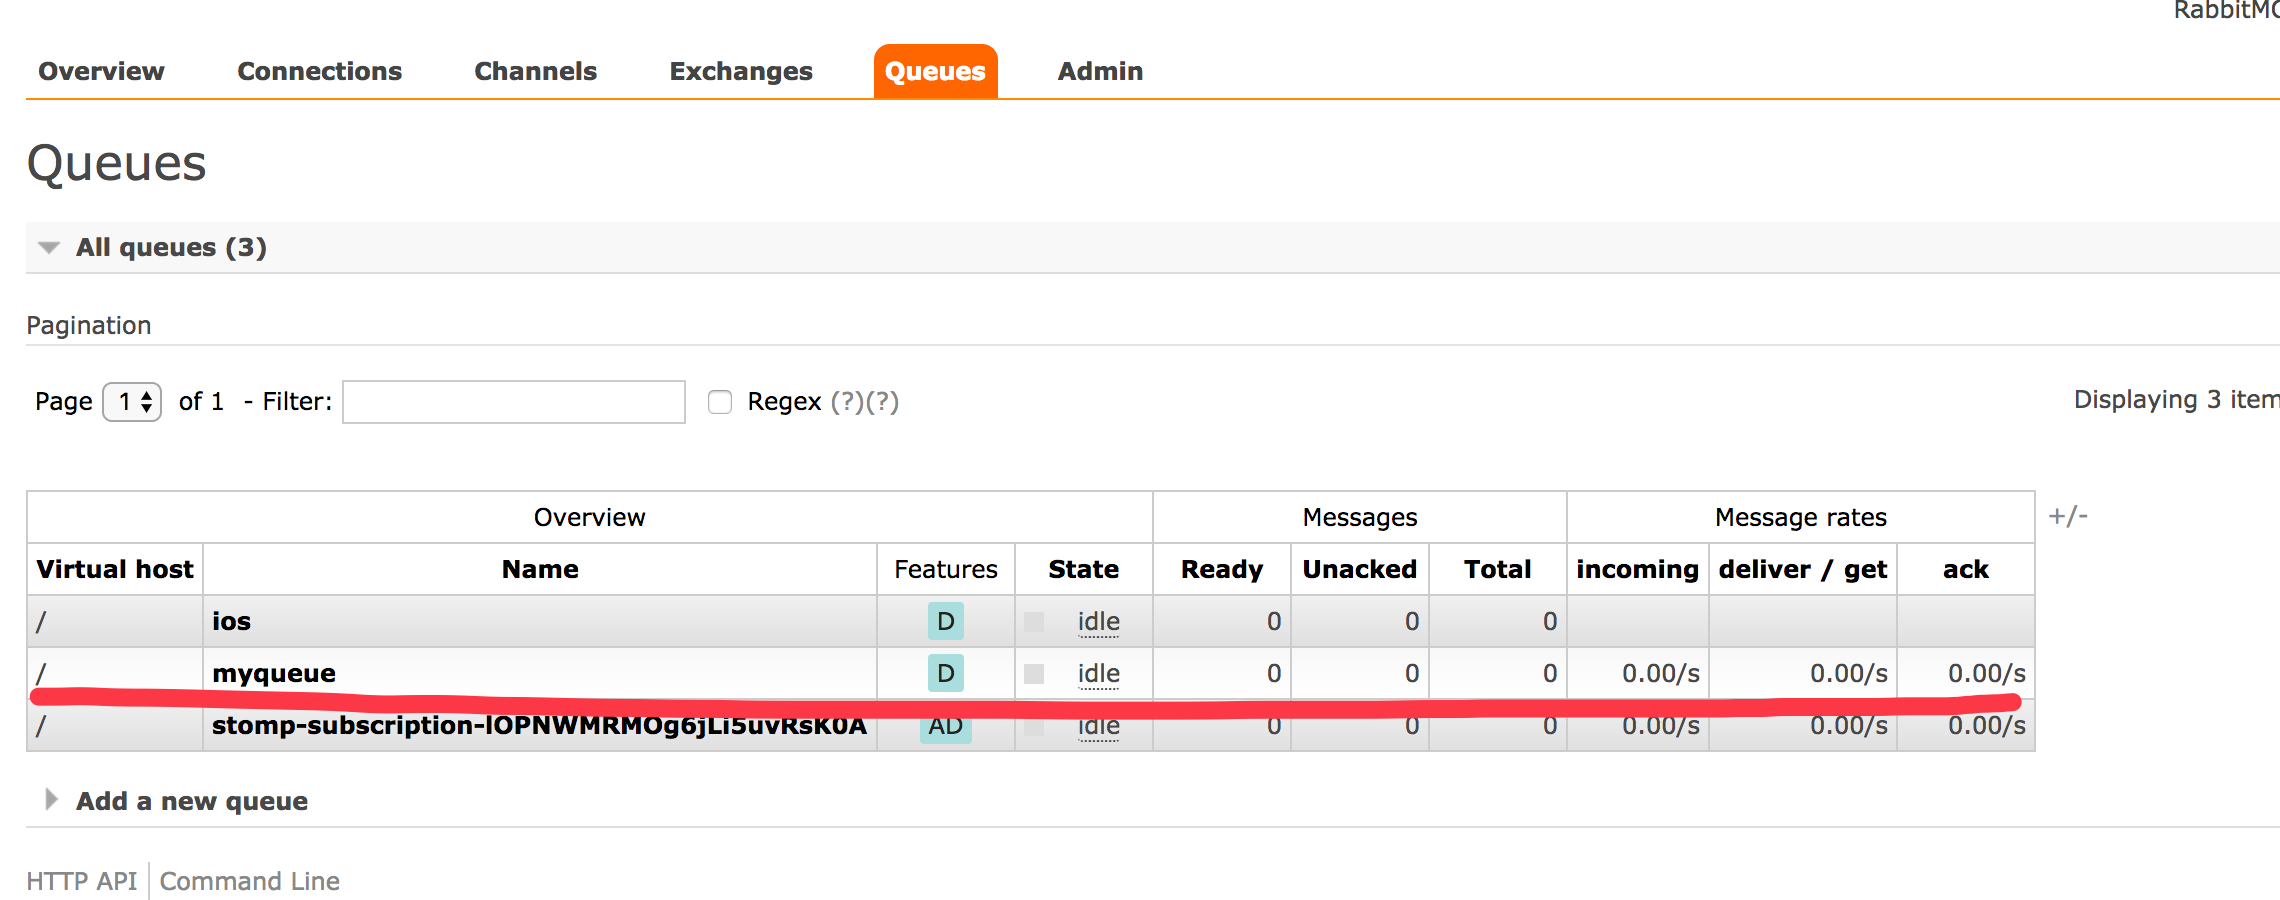 RabbitM
Overview Connections Channels Exchanges Queues Admin
Queues
All queues (3)
Pagination
Page 1 of 1 - Filter: Regex (?)(?) Displaying 3 item
Overview Messages Message rates +/-
Virtual host Name Features State Ready Unacked Total incoming deliver / get ack
/ ios D idle 0 0 0
/ myqueue D idle 0 0 0 0.00/s 0.00/s 0.00/s
/ stomp-subscription-lOPNWMRMOg6jLi5uvRsK0A AD idle 0 0 0 0.00/s 0.00/s 0.00/s
Add a new queue
HTTP API Command Line